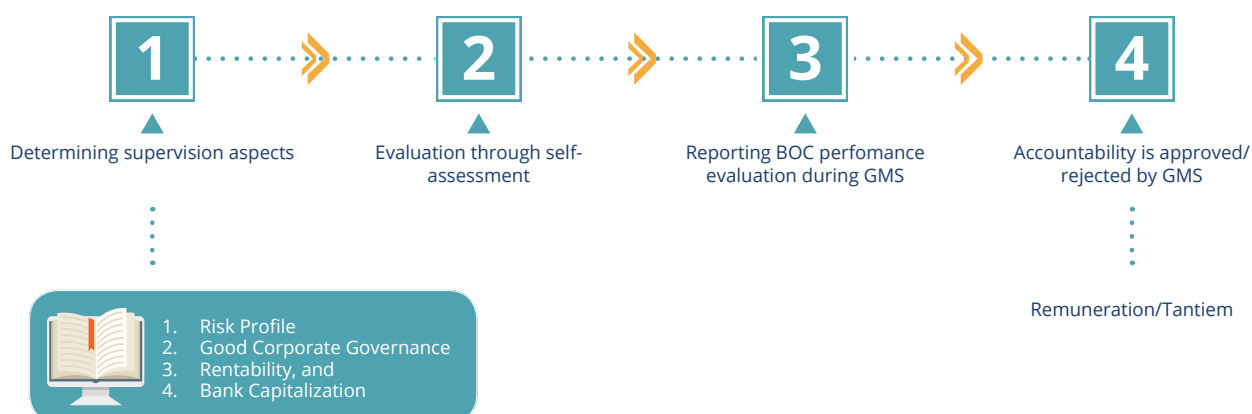 1
2
3
4
Determining supervision aspects
Evaluation through self-
assessment
Reporting BOC perfomance
evaluation during GMS
Accountability is approved/
rejected by GMS
1. Risk Profile
2. Good Corporate Governance
3. Rentability, and
4. Bank Capitalization
Remuneration/Tantiem